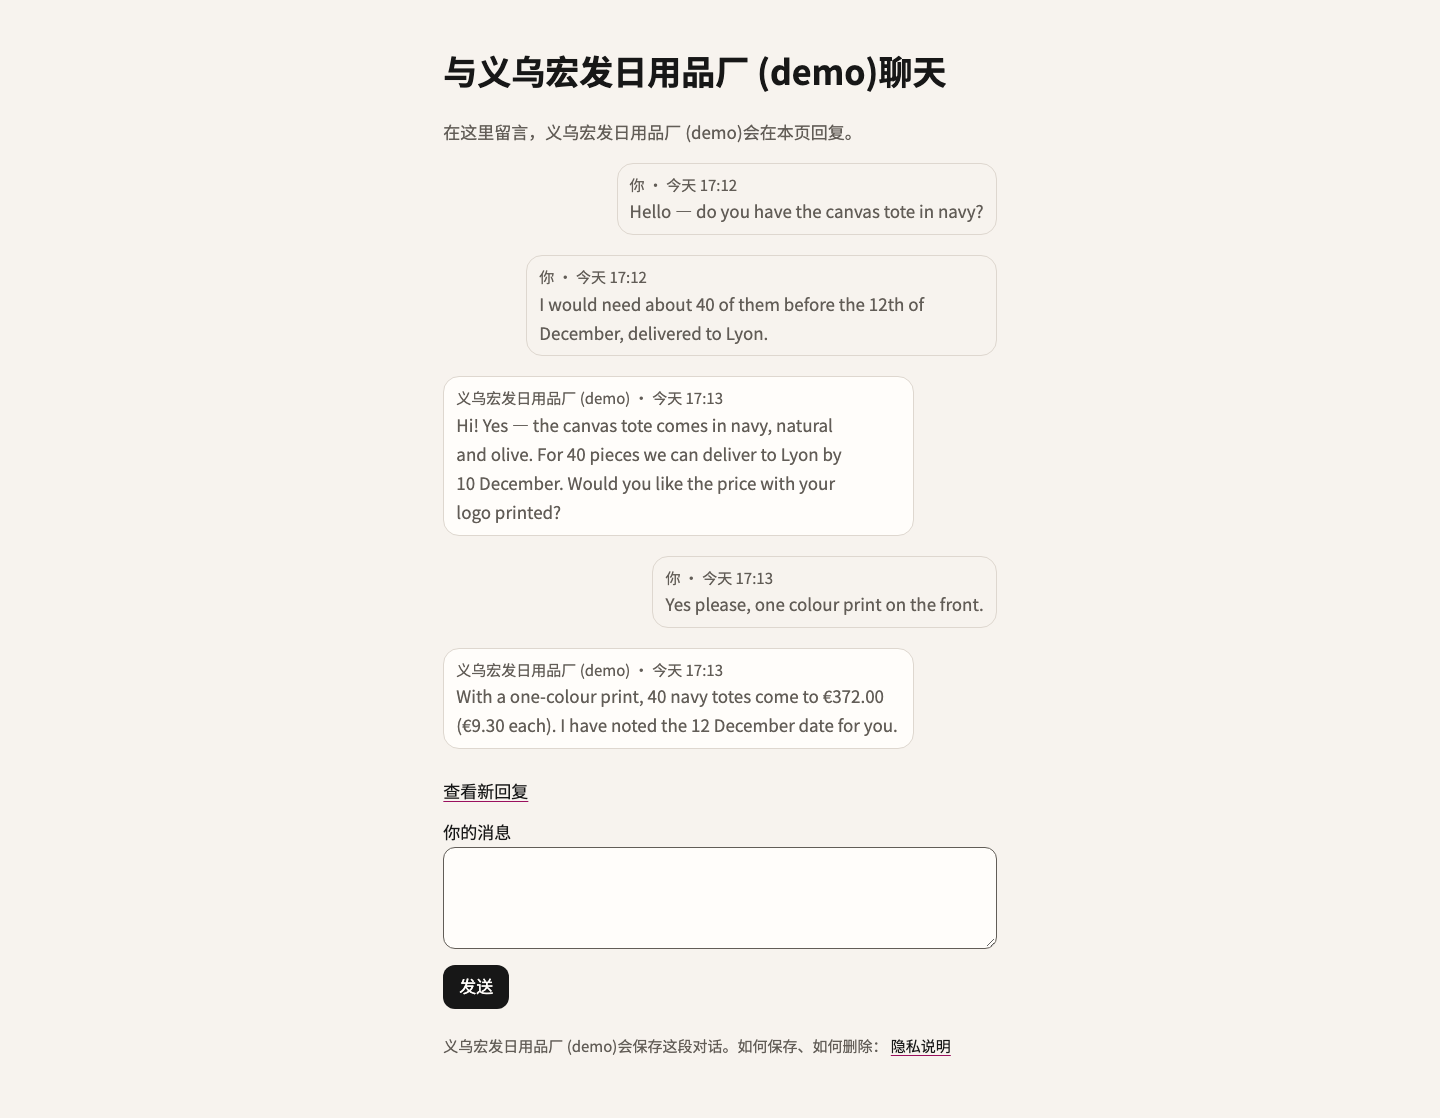 与义乌宏发日用品厂 (demo)聊天
在这里留言，义乌宏发日用品厂 (demo)会在本页回复。
你 · 今天 17:12
Hello — do you have the canvas tote in navy?
你 · 今天 17:12
I would need about 40 of them before the 12th of
December, delivered to Lyon.
义乌宏发日用品厂 (demo) · 今天 17:13
Hi! Yes — the canvas tote comes in navy, natural
and olive. For 40 pieces we can deliver to Lyon by
10 December. Would you like the price with your
logo printed?
你 · 今天 17:13
Yes please, one colour print on the front.
义乌宏发日用品厂 (demo) · 今天 17:13
With a one-colour print, 40 navy totes come to €372.00
(€9.30 each). I have noted the 12 December date for you.
查看新回复
你的消息
发送
义乌宏发日用品厂 (demo)会保存这段对话。如何保存、如何删除： 隐私说明